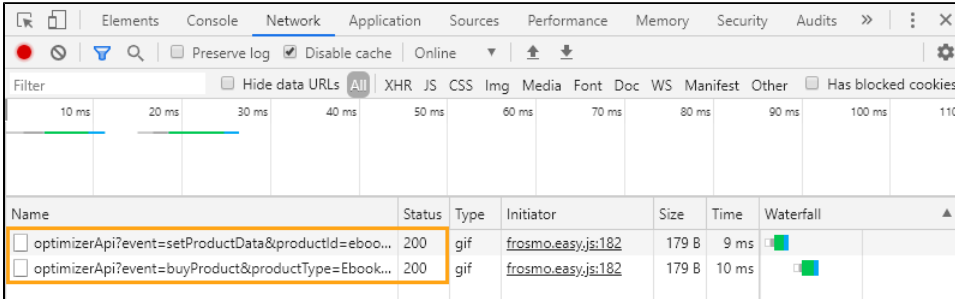 Elements Console Network Application Sources Performance Memory Security Audits »
Preserve log Disable cache Online
Filter Hide data URLs All XHR JS CSS Img Media Font Doc WS Manifest Other Has blocked cookies
10 ms 20 ms 30 ms 40 ms 50 ms 60 ms 70 ms 80 ms 90 ms 100 ms 110
Name Status Type Initiator Size Time Waterfall
optimizerApi?event=setProductData&productId=eboo... 200 gif frosmo.easy.js:182 179 B 9 ms
optimizerApi?event=buyProduct&productType=Ebook... 200 gif frosmo.easy.js:182 179 B 10 ms